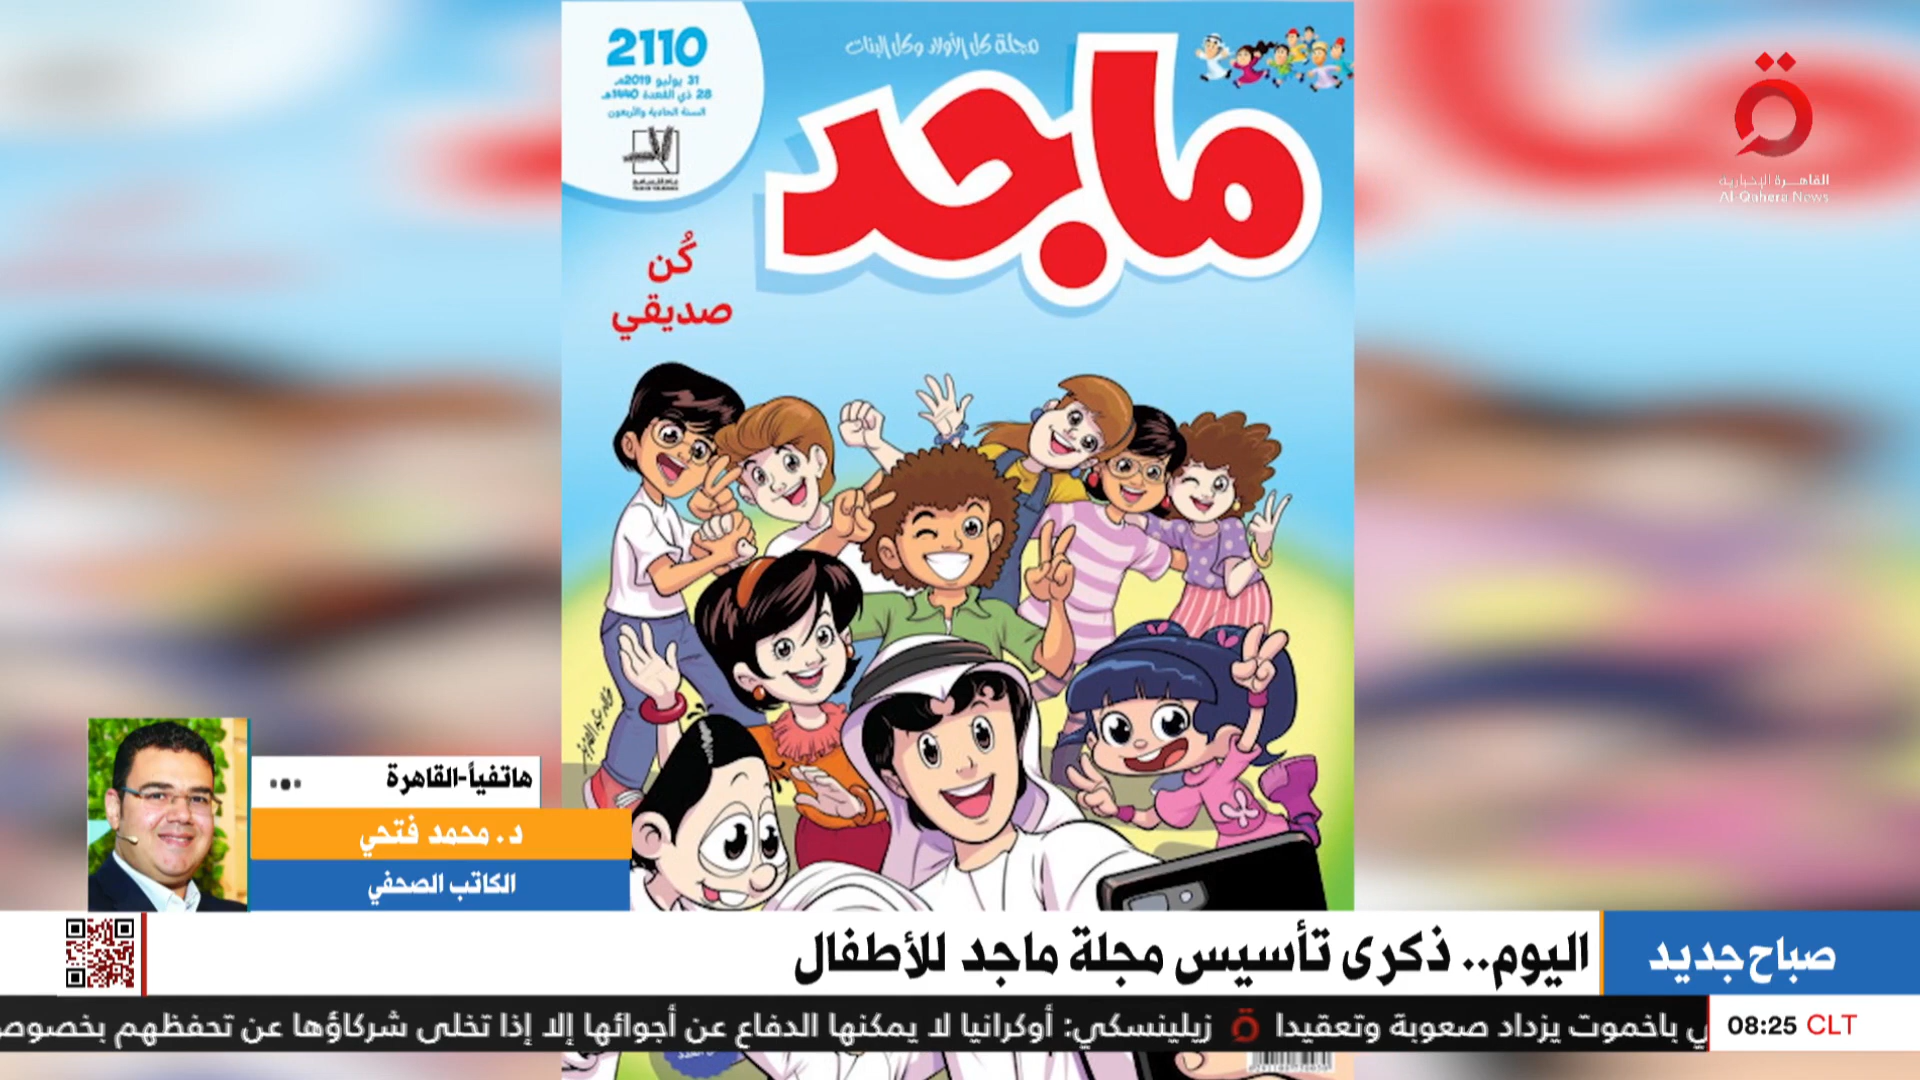 2110
31 يوليو 2019م
28 ذي القعدة 1440هـ
السنة الحادية والأربعون
مجلة كل الأولاد وكل البنات
ماجد
كُن
صديقي
القاهرة الإخبارية
Al Qahera News
هاتفياً-القاهرة
د. محمد فتحي
الكاتب الصحفي
صباح جديد
اليوم.. ذكرى تأسيس مجلة ماجد للأطفال
08:25 CLT
ي باخموت يزداد صعوبة وتعقيدا
زيلينسكي: أوكرانيا لا يمكنها الدفاع عن أجوائها إلا إذا تخلى شركاؤها عن تحفظهم بخصوص